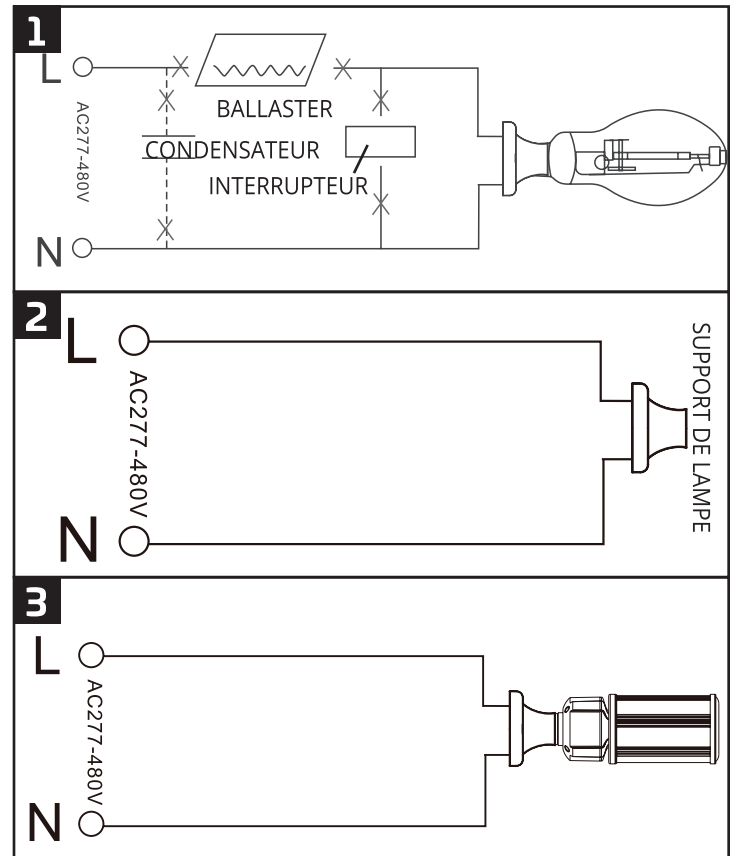 1
L
AC277-480V
BALLASTER
CONDENSATEUR
INTERRUPTEUR
N
2
L
AC277-480V
SUPPORT DE LAMPE
N
3
L
AC277-480V
N